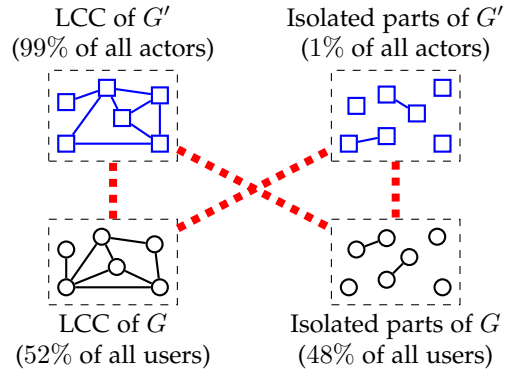 LCC of G′
(99% of all actors)
Isolated parts of G′
(1% of all actors)
LCC of G
(52% of all users)
Isolated parts of G
(48% of all users)